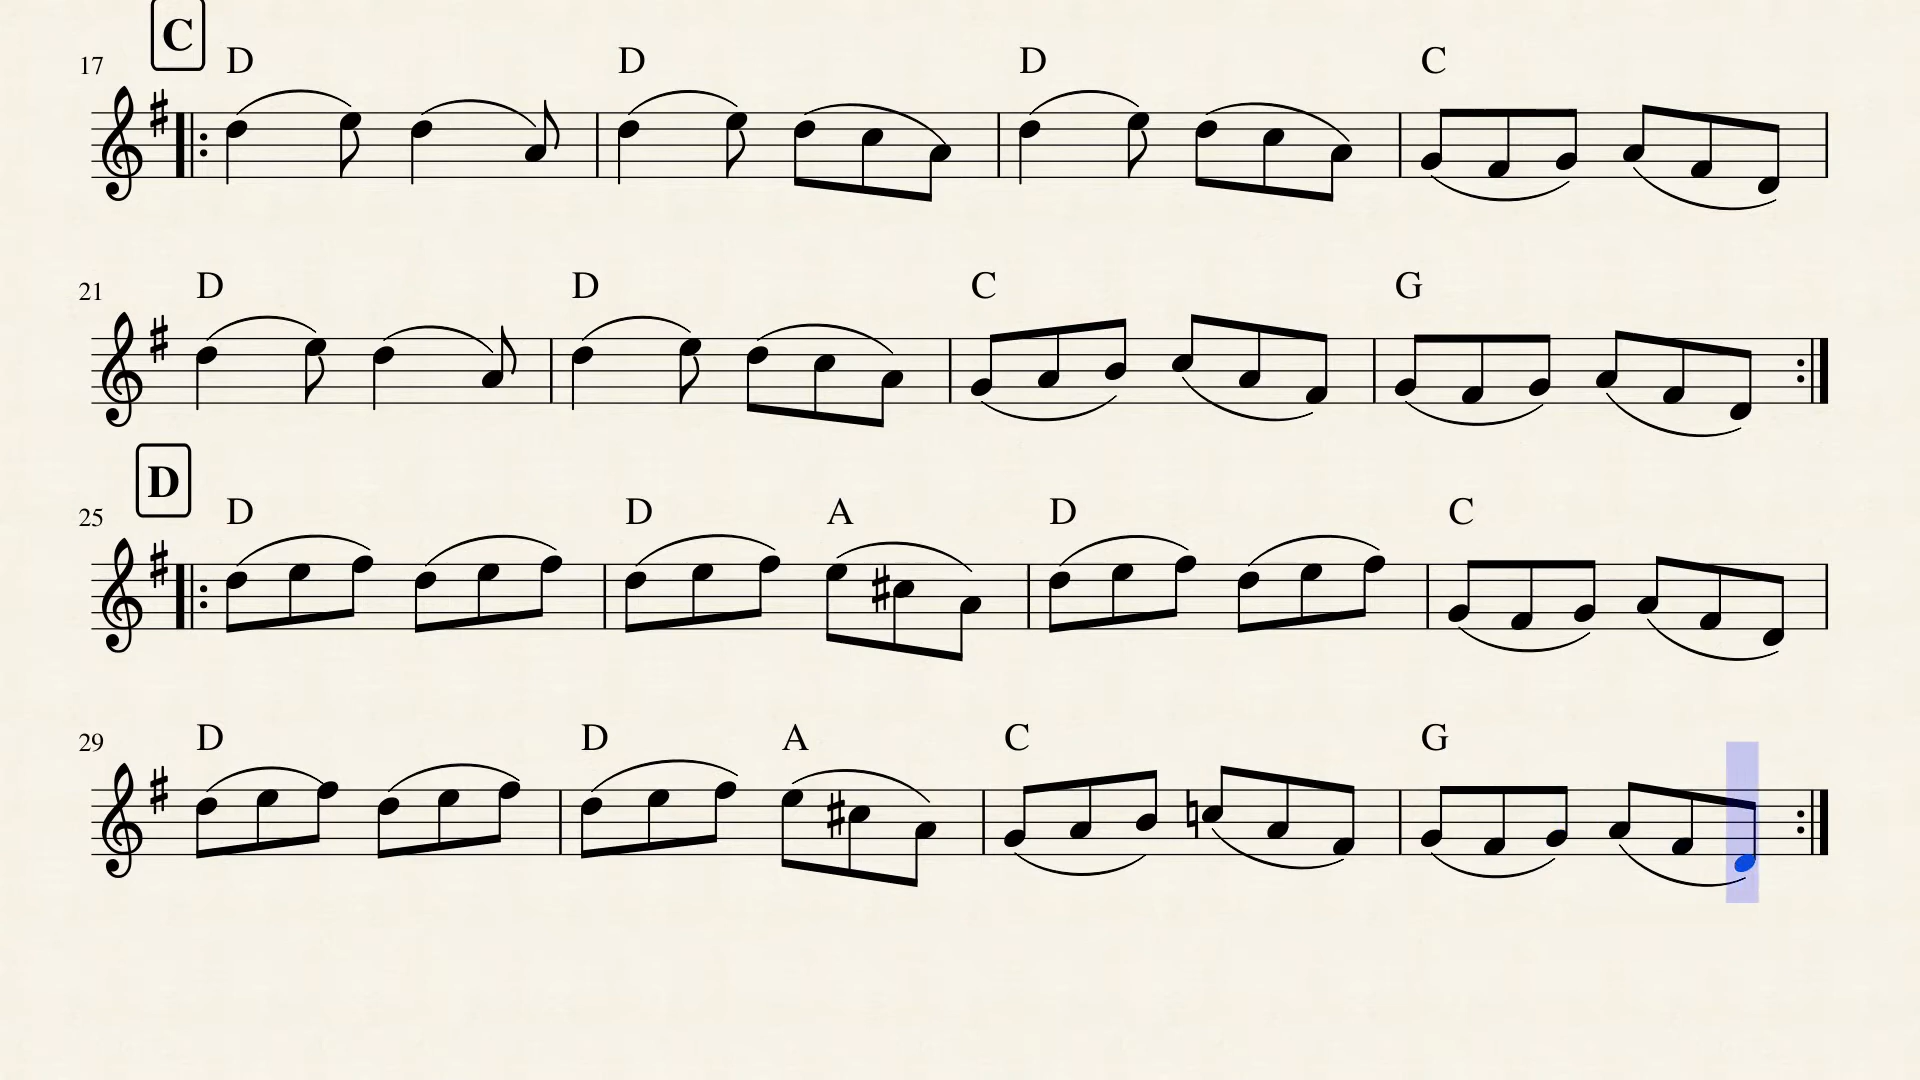 C
17 D D D C
21 D D C G
D
25 D D A D C
29 D D A C G